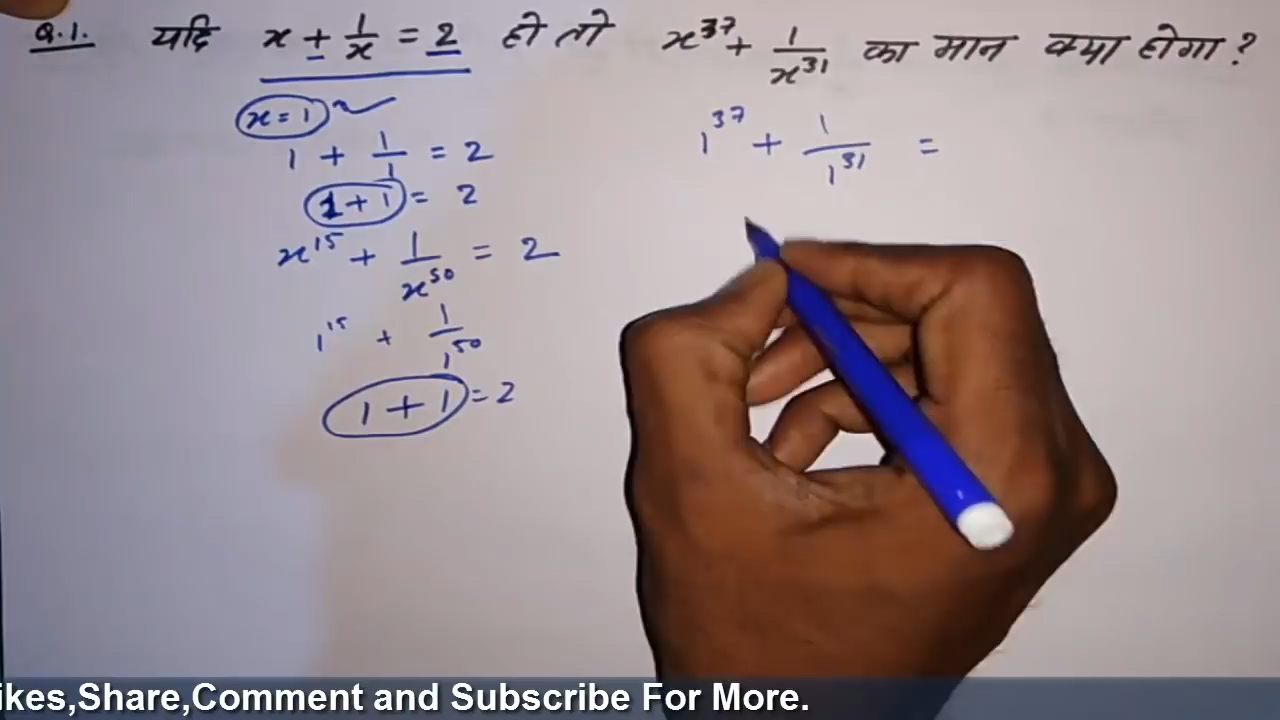 Q.1. यदि x + 1/x = 2 हो तो x³⁷ + 1/x³¹ का मान क्या होगा ?
x = 1
1 + 1/1 = 2
1 + 1 = 2
x¹⁵ + 1/x⁵⁰ = 2
1¹⁵ + 1/1⁵⁰
1 + 1 = 2
1³⁷ + 1/1³¹ =
ikes,Share,Comment and Subscribe For More.